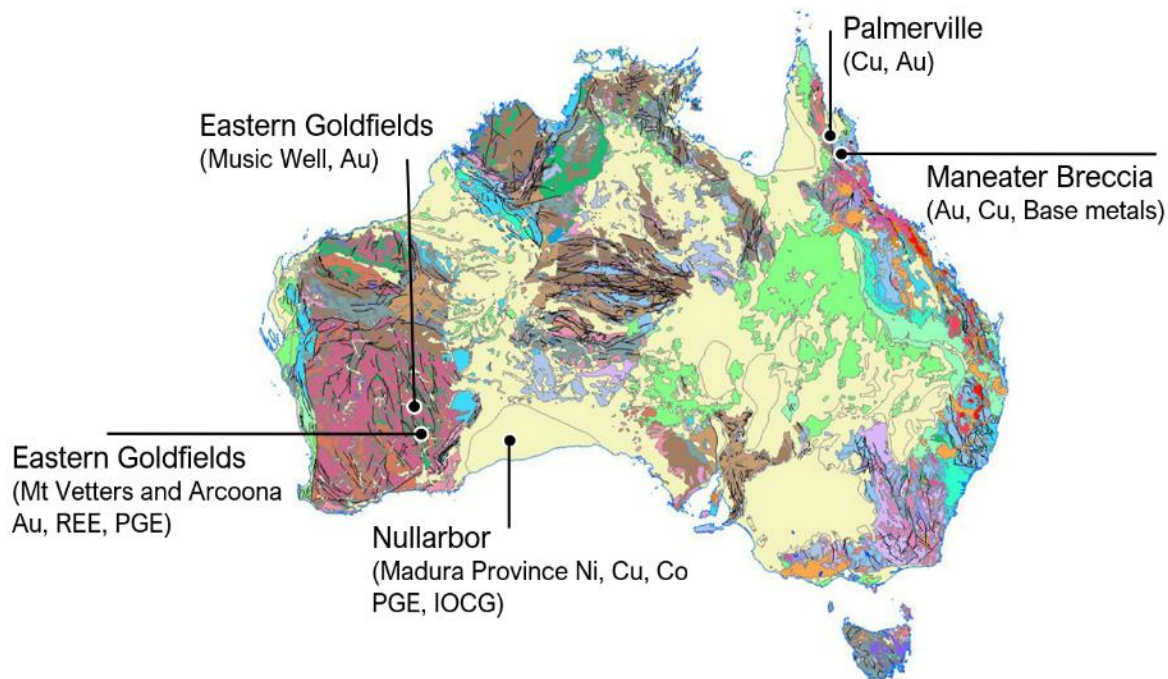 Palmerville
(Cu, Au)
Eastern Goldfields
(Music Well, Au)
Maneater Breccia
(Au, Cu, Base metals)
Eastern Goldfields
(Mt Vetters and Arcoona
Au, REE, PGE)
Nullarbor
(Madura Province Ni, Cu, Co
PGE, IOCG)